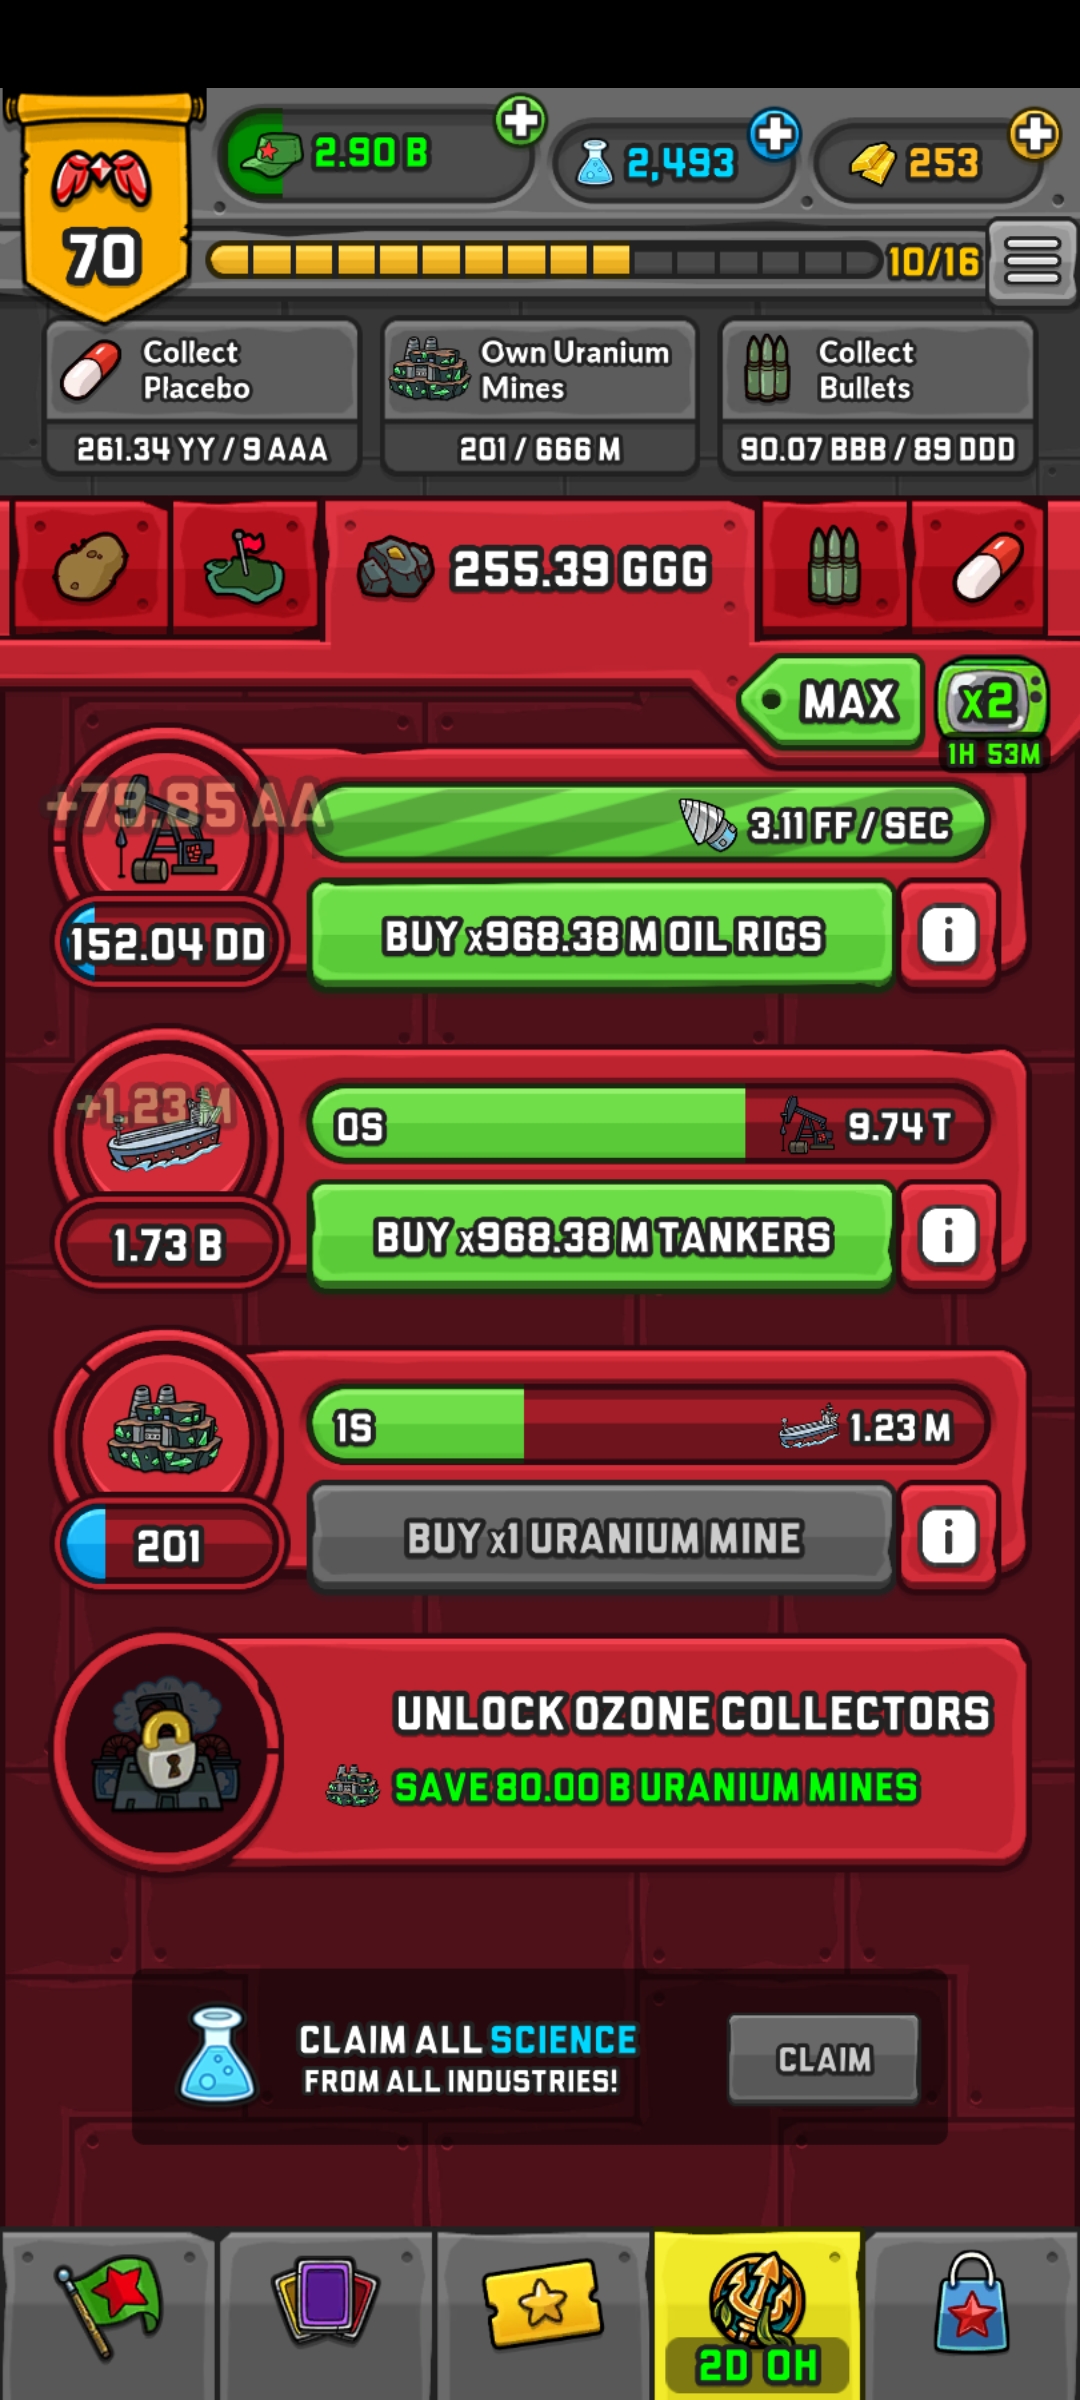 2.90 B
2,493
253
70
10/16
Collect
Placebo
261.34 YY / 9 AAA
Own Uranium
Mines
201 / 666 M
Collect
Bullets
90.07 BBB / 89 DDD
255.39 GGG
MAX
x2
1H 53M
+79.85 AA
3.11 FF / SEC
152.04 DD
BUY x968.38 M OIL RIGS
i
+1.23 M
0S
9.74 T
1.73 B
BUY x968.38 M TANKERS
i
1S
1.23 M
201
BUY x1 URANIUM MINE
i
UNLOCK OZONE COLLECTORS
SAVE 80.00 B URANIUM MINES
CLAIM ALL SCIENCE
FROM ALL INDUSTRIES!
CLAIM
2D 0H